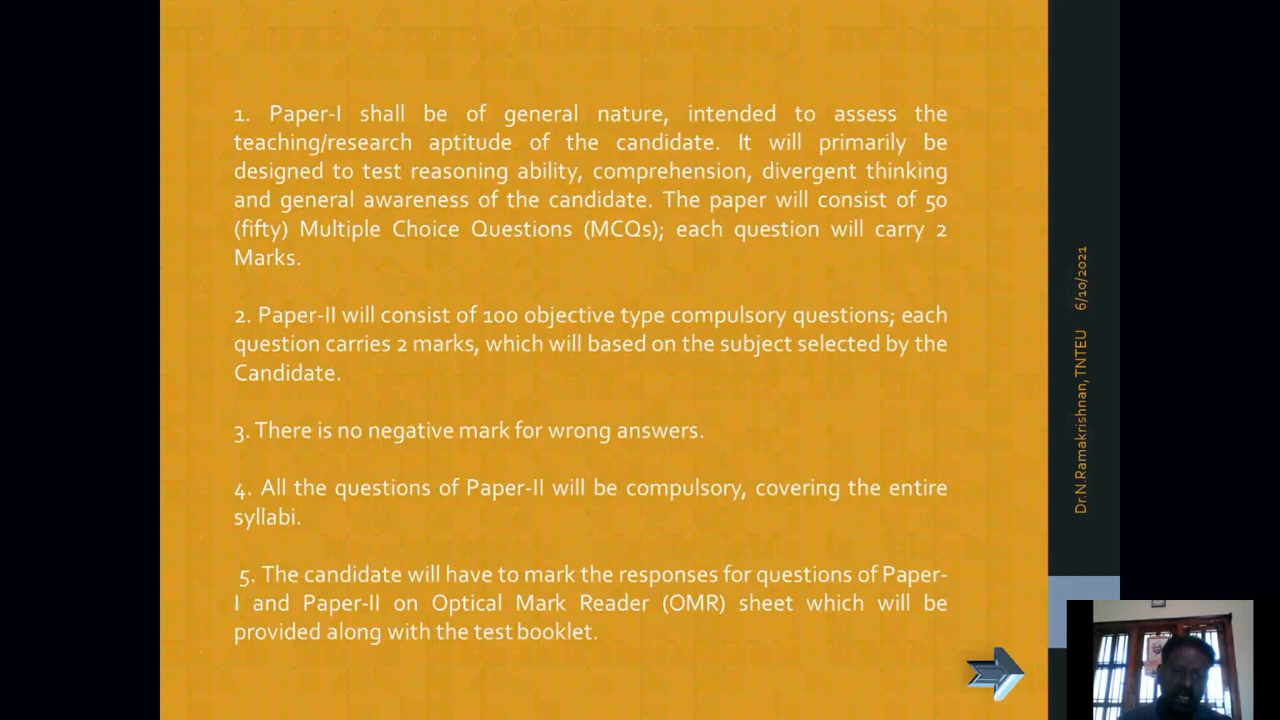 1. Paper-I shall be of general nature, intended to assess the
teaching/research aptitude of the candidate. It will primarily be
designed to test reasoning ability, comprehension, divergent thinking
and general awareness of the candidate. The paper will consist of 50
(fifty) Multiple Choice Questions (MCQs); each question will carry 2
Marks.
2. Paper-II will consist of 100 objective type compulsory questions; each
question carries 2 marks, which will based on the subject selected by the
Candidate.
3. There is no negative mark for wrong answers.
4. All the questions of Paper-II will be compulsory, covering the entire
syllabi.
5. The candidate will have to mark the responses for questions of Paper-
I and Paper-II on Optical Mark Reader (OMR) sheet which will be
provided along with the test booklet.
Dr.N.Ramakrishnan,TNTEU 6/10/2021